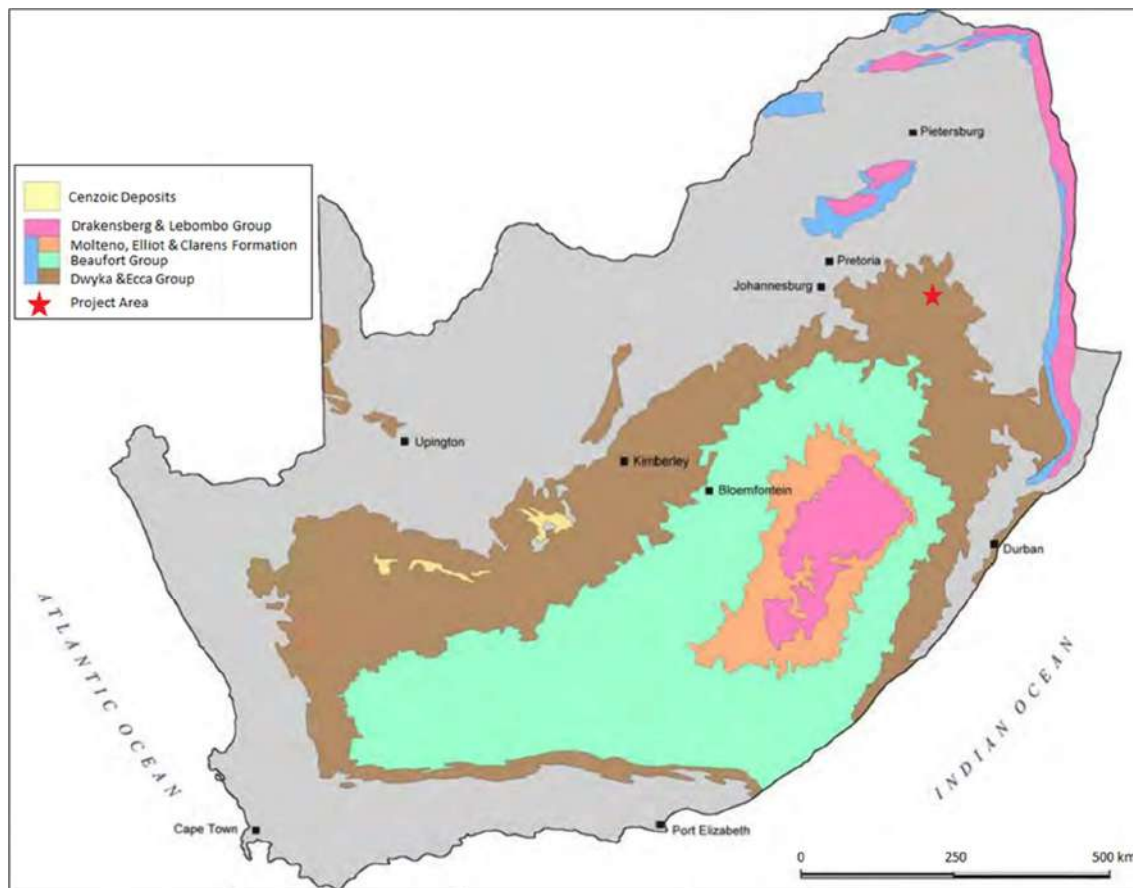 Pietersburg
Cenzoic Deposits
Drakensberg & Lebombo Group
Molteno, Elliot & Clarens Formation
Beaufort Group
Dwyka &Ecca Group
Project Area
Pretoria
Johannesburg
Upington
Kimberley
Bloemfontein
Durban
ATLANTIC OCEAN
INDIAN OCEAN
Cape Town
Port Elizabeth
0 250 500 km